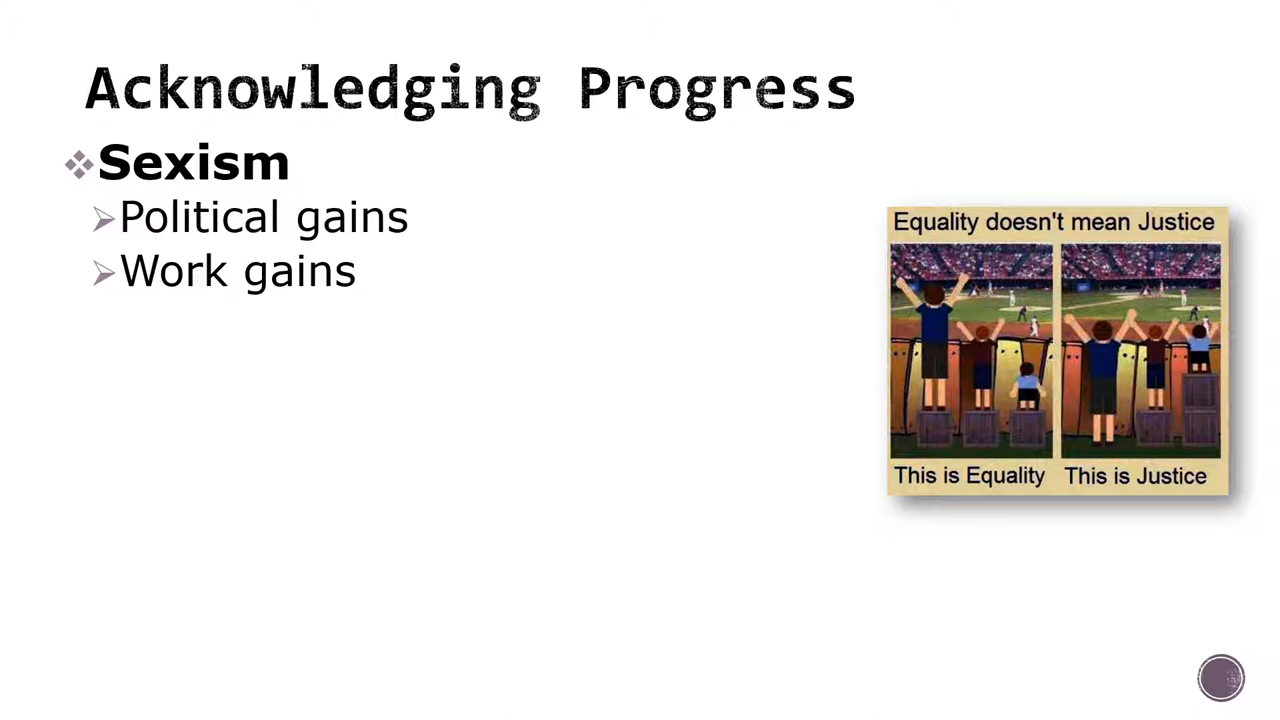 Acknowledging Progress
Sexism
Political gains
Work gains
Equality doesn't mean Justice
This is Equality
This is Justice